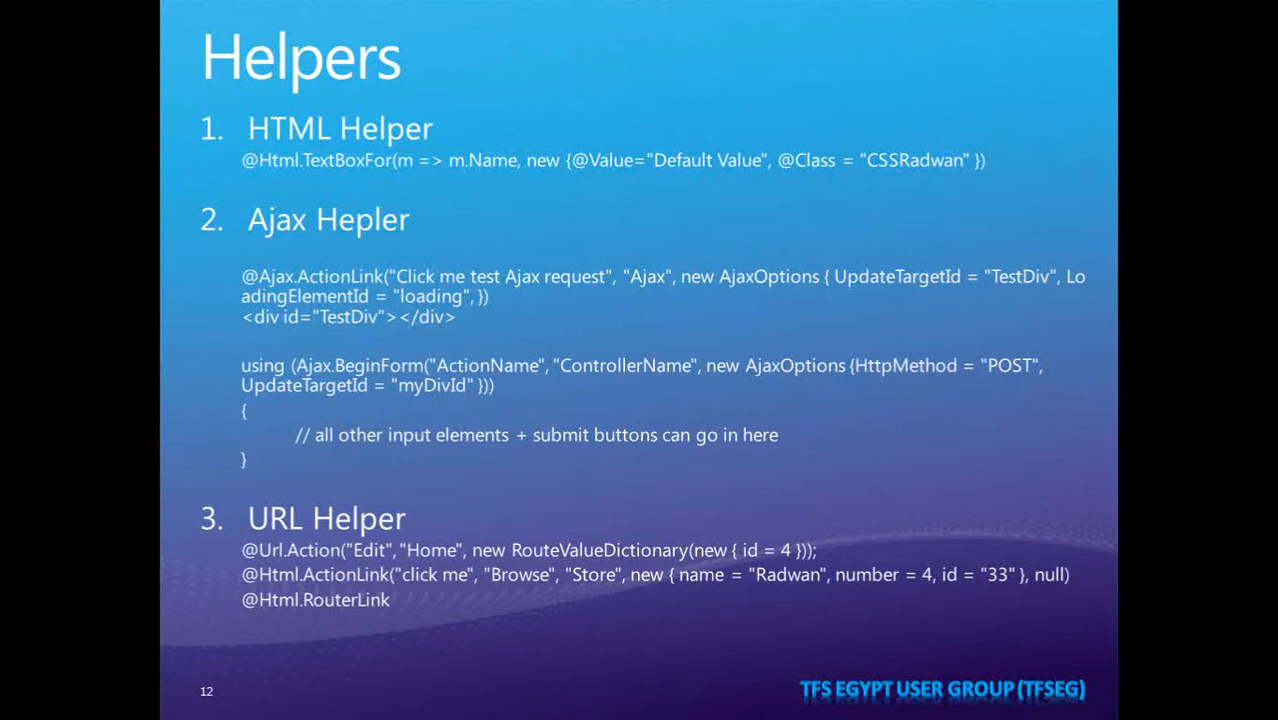 Helpers
1. HTML Helper
@Html.TextBoxFor(m => m.Name, new {@Value="Default Value", @Class = "CSSRadwan" })
2. Ajax Hepler
@Ajax.ActionLink("Click me test Ajax request", "Ajax", new AjaxOptions { UpdateTargetId = "TestDiv", Lo
adingElementId = "loading", })
<div id="TestDiv"></div>
using (Ajax.BeginForm("ActionName", "ControllerName", new AjaxOptions {HttpMethod = "POST",
UpdateTargetId = "myDivId" }))
{
// all other input elements + submit buttons can go in here
}
3. URL Helper
@Url.Action("Edit", "Home", new RouteValueDictionary(new { id = 4 }));
@Html.ActionLink("click me", "Browse", "Store", new { name = "Radwan", number = 4, id = "33" }, null)
@Html.RouterLink
12
TFS EGYPT USER GROUP (TFSEG)